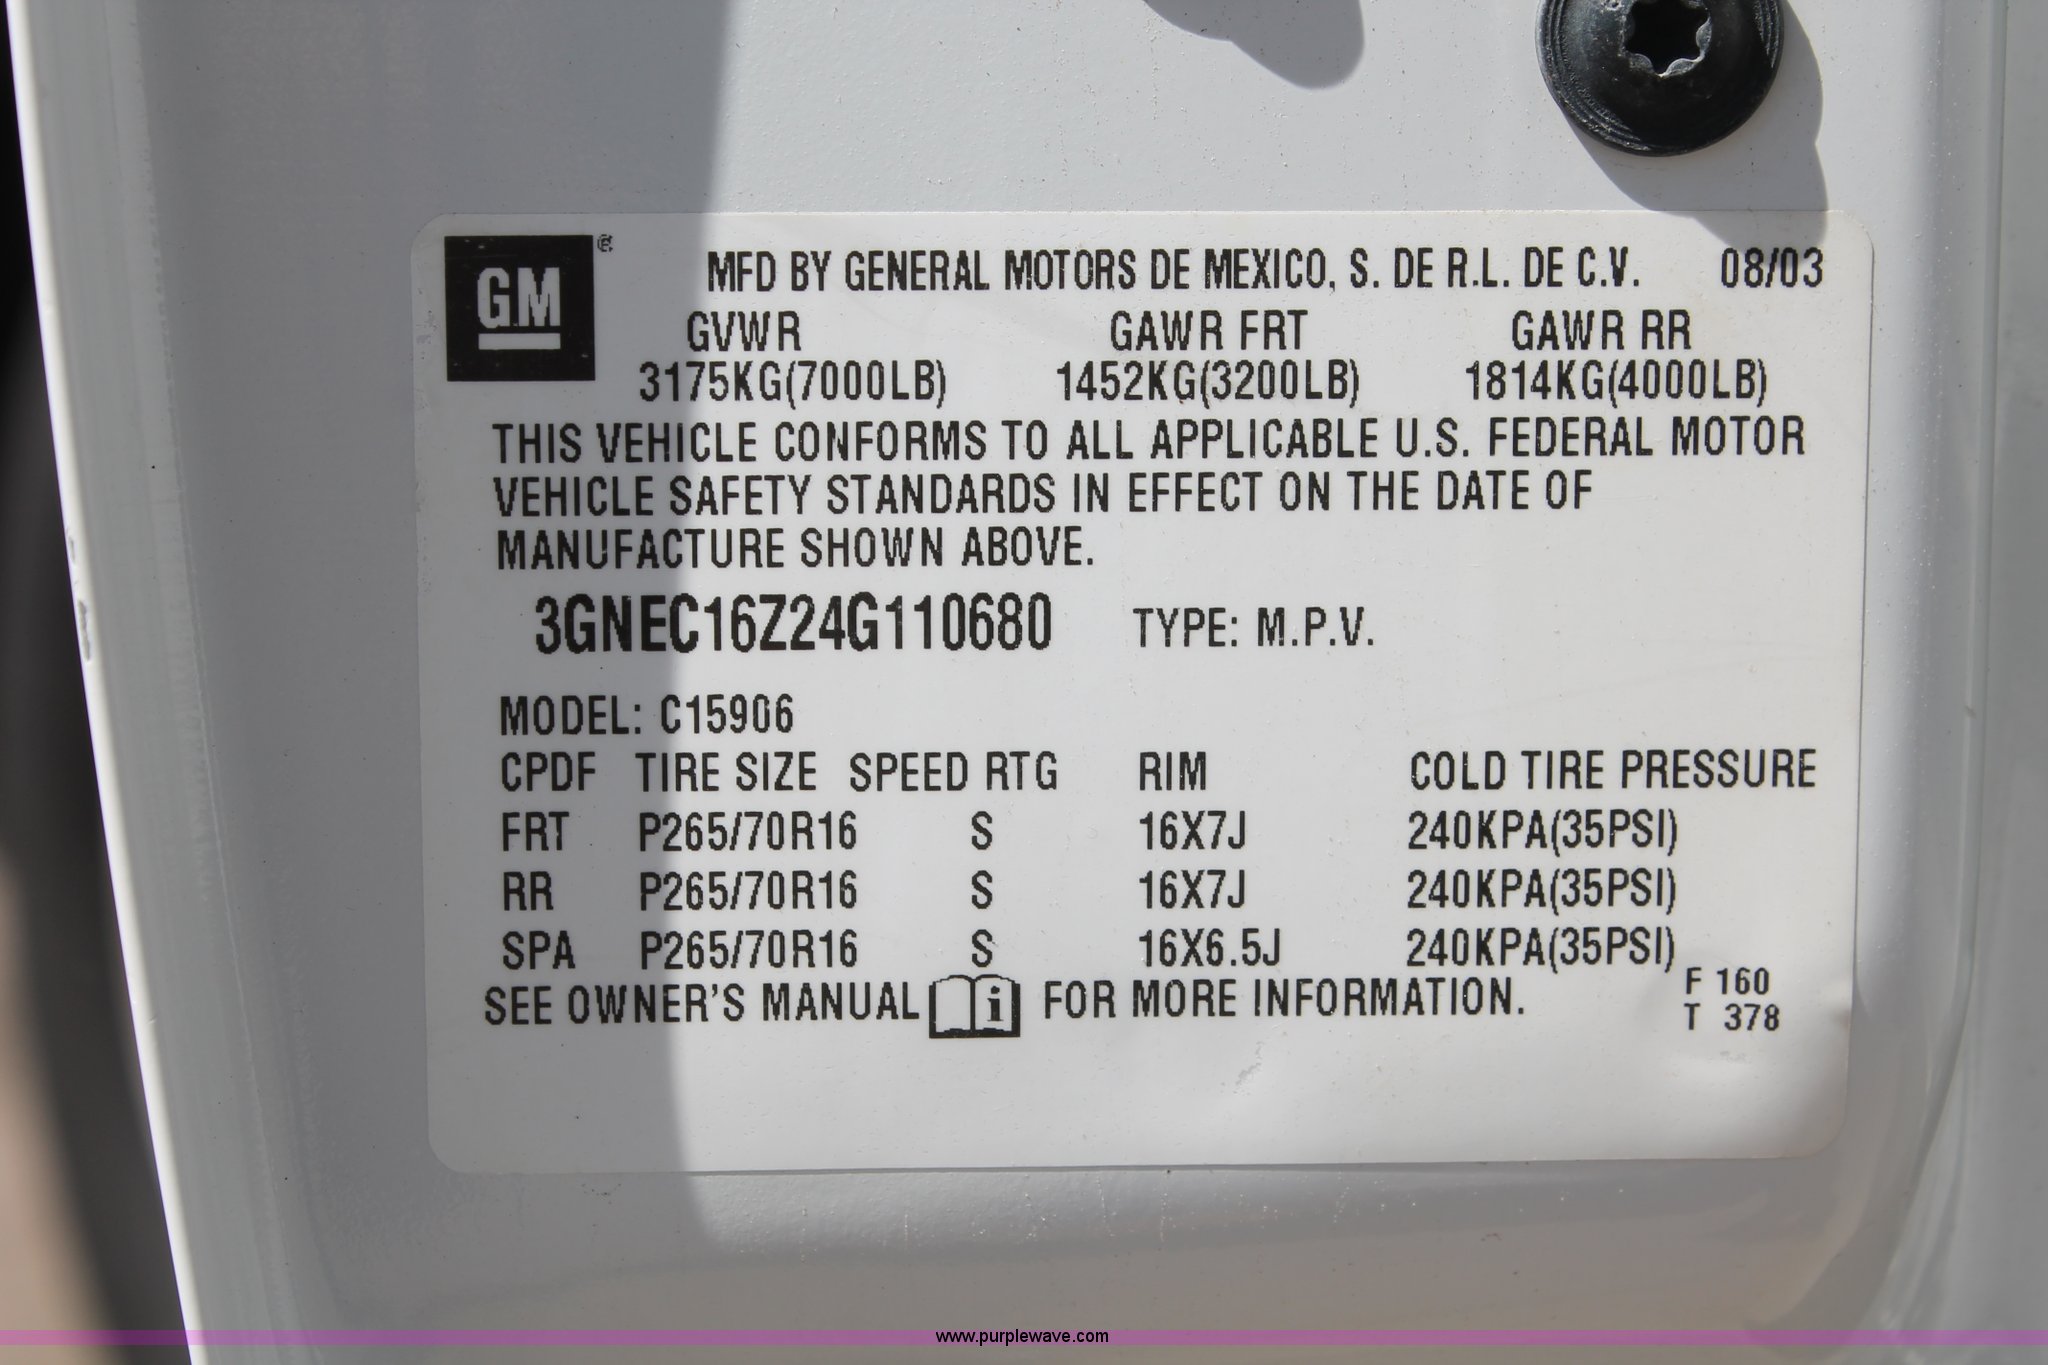 GM ®
MFD BY GENERAL MOTORS DE MEXICO, S. DE R.L. DE C.V. 08/03
GVWR GAWR FRT GAWR RR
3175KG(7000LB) 1452KG(3200LB) 1814KG(4000LB)
THIS VEHICLE CONFORMS TO ALL APPLICABLE U.S. FEDERAL MOTOR
VEHICLE SAFETY STANDARDS IN EFFECT ON THE DATE OF
MANUFACTURE SHOWN ABOVE.
3GNEC16Z24G110680 TYPE: M.P.V.
MODEL: C15906
CPDF TIRE SIZE SPEED RTG RIM COLD TIRE PRESSURE
FRT P265/70R16 S 16X7J 240KPA(35PSI)
RR P265/70R16 S 16X7J 240KPA(35PSI)
SPA P265/70R16 S 16X6.5J 240KPA(35PSI)
SEE OWNER'S MANUAL i FOR MORE INFORMATION.
F 160
T 378
www.purplewave.com